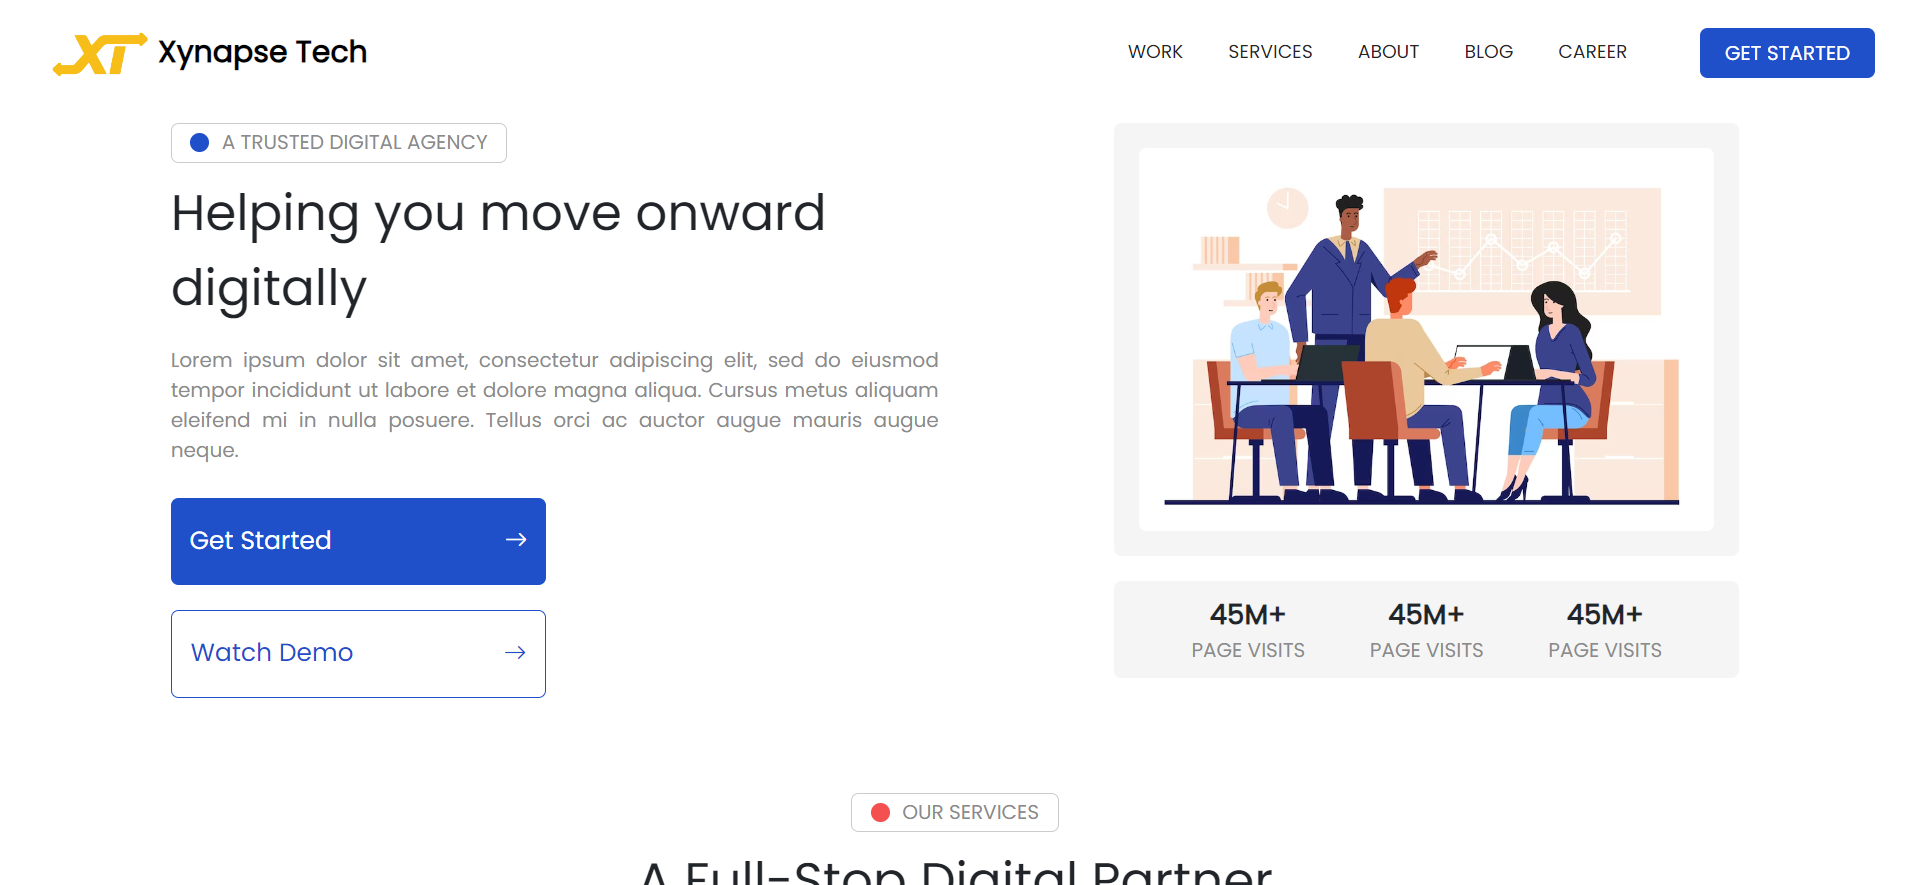 XT Xynapse Tech
WORK SERVICES ABOUT BLOG CAREER GET STARTED
A TRUSTED DIGITAL AGENCY
Helping you move onward
digitally
Lorem ipsum dolor sit amet, consectetur adipiscing elit, sed do eiusmod
tempor incididunt ut labore et dolore magna aliqua. Cursus metus aliquam
eleifend mi in nulla posuere. Tellus orci ac auctor augue mauris augue
neque.
Get Started →
Watch Demo →
45M+ 45M+ 45M+
PAGE VISITS PAGE VISITS PAGE VISITS
OUR SERVICES
A Full-Stop Digital Partner